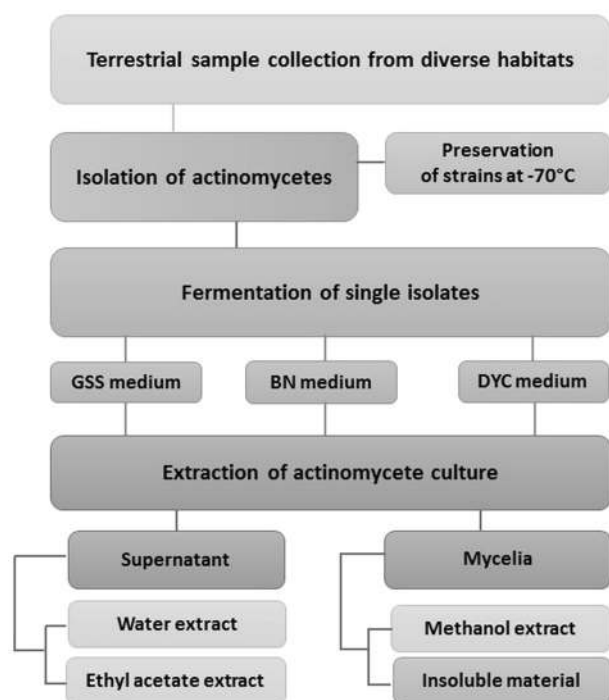 Terrestrial sample collection from diverse habitats
Isolation of actinomycetes
Preservation
of strains at -70°C
Fermentation of single isolates
GSS medium
BN medium
DYC medium
Extraction of actinomycete culture
Supernatant
Mycelia
Water extract
Methanol extract
Ethyl acetate extract
Insoluble material